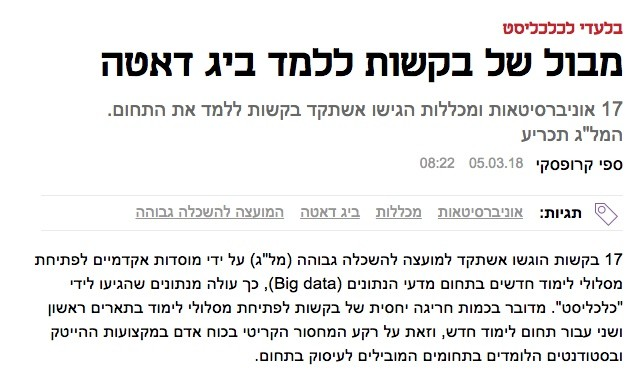 בלעדי לכלכליסט
מבול של בקשות ללמד ביג דאטה
17 אוניברסיטאות ומכללות הגישו אשתקד בקשות ללמד את התחום.
המל"ג תכריע
ספי קרופסקי 05.03.18 08:22
תגיות: אוניברסיטאות מכללות ביג דאטה המועצה להשכלה גבוהה
17 בקשות הוגשו אשתקד למועצה להשכלה גבוהה (מל"ג) על ידי מוסדות אקדמיים לפתיחת
מסלולי לימוד חדשים בתחום מדעי הנתונים (Big data), כך עולה מנתונים שהגיעו לידי
"כלכליסט". מדובר בכמות חריגה יחסית של בקשות לפתיחת מסלולי לימוד בתארים ראשון
ושני עבור תחום לימוד חדש, וזאת על רקע המחסור הקריטי בכוח אדם במקצועות ההייטק
ובסטודנטים הלומדים בתחומים המובילים לעיסוק בתחום.